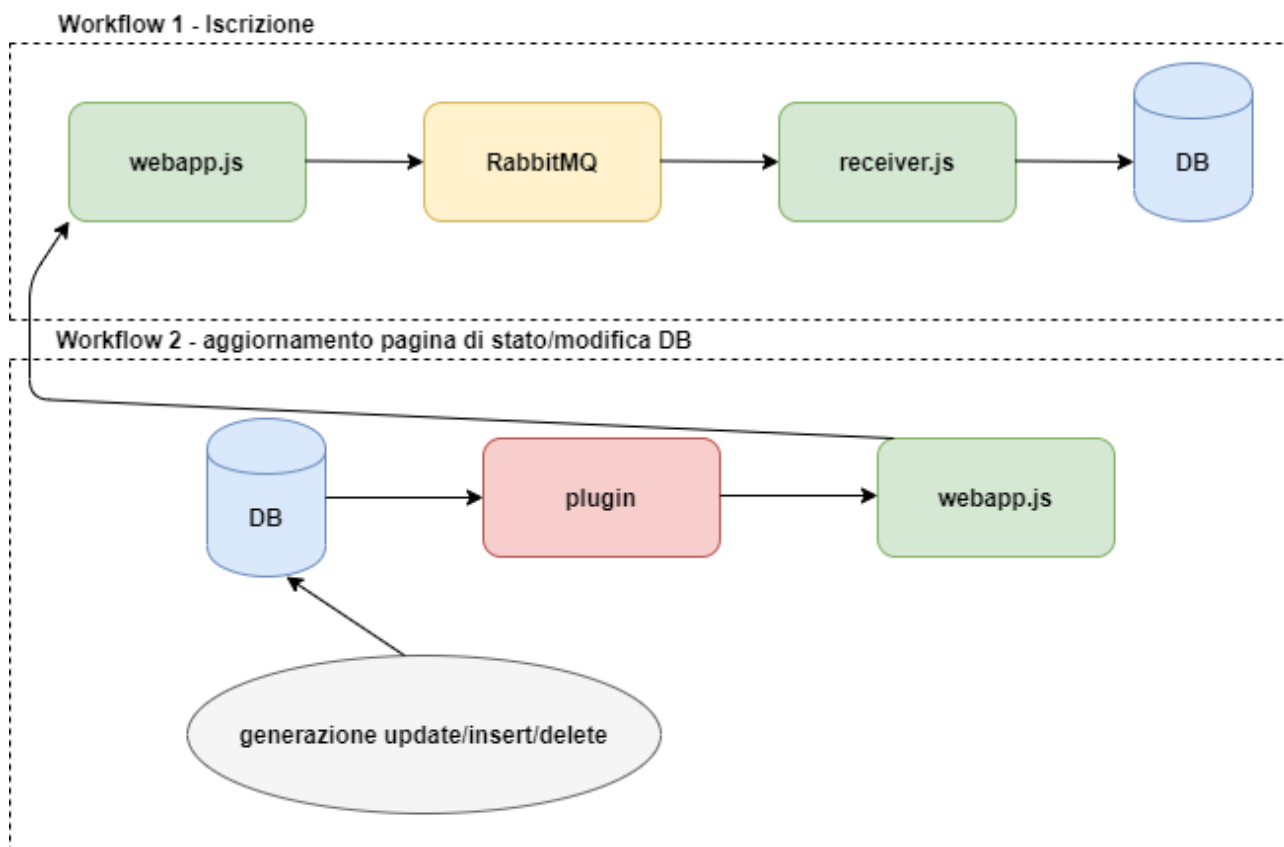 Workflow 1 - Iscrizione
webapp.js
RabbitMQ
receiver.js
DB
Workflow 2 - aggiornamento pagina di stato/modifica DB
DB
plugin
webapp.js
generazione update/insert/delete